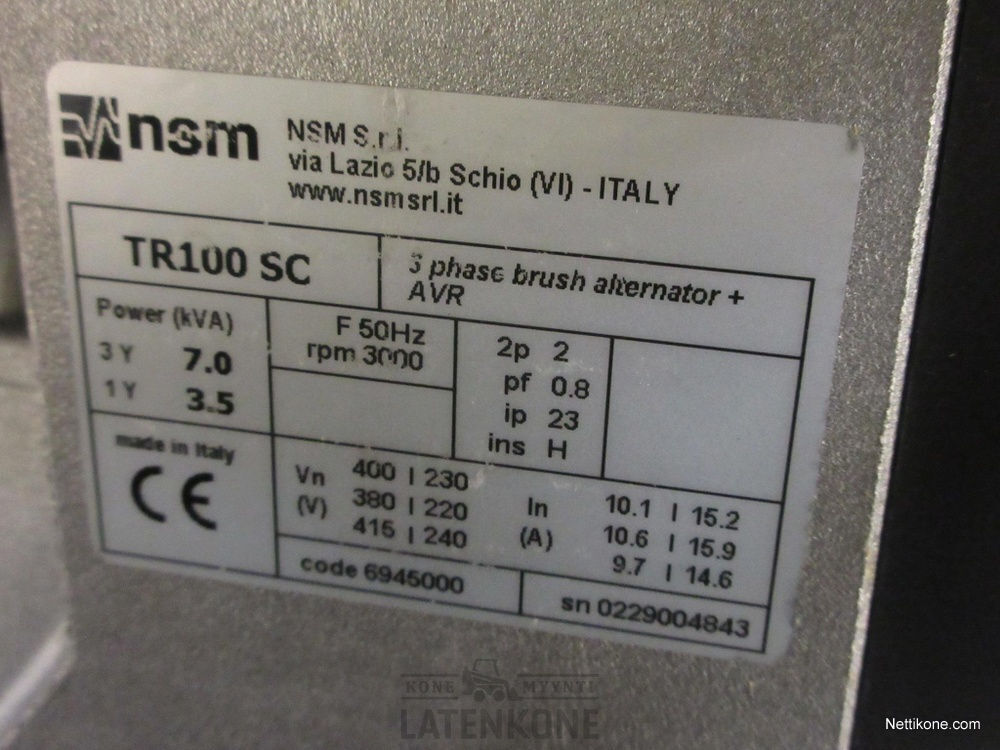 nsm
NSM S.r.l.
via Lazio 5/b Schio (VI) - ITALY
www.nsmsrl.it
TR100 SC
3 phase brush alternator +
AVR
Power (kVA)
3 Y 7.0
1 Y 3.5
F 50Hz
rpm 3000
2p 2
pf 0.8
ip 23
ins H
made in Italy
CE
Vn 400 | 230
(V) 380 | 220
415 | 240
In 10.1 | 15.2
(A) 10.6 | 15.9
9.7 | 14.6
code 6945000
sn 0229004843
KONE MYYNTI
LATENKONE
Nettikone.com